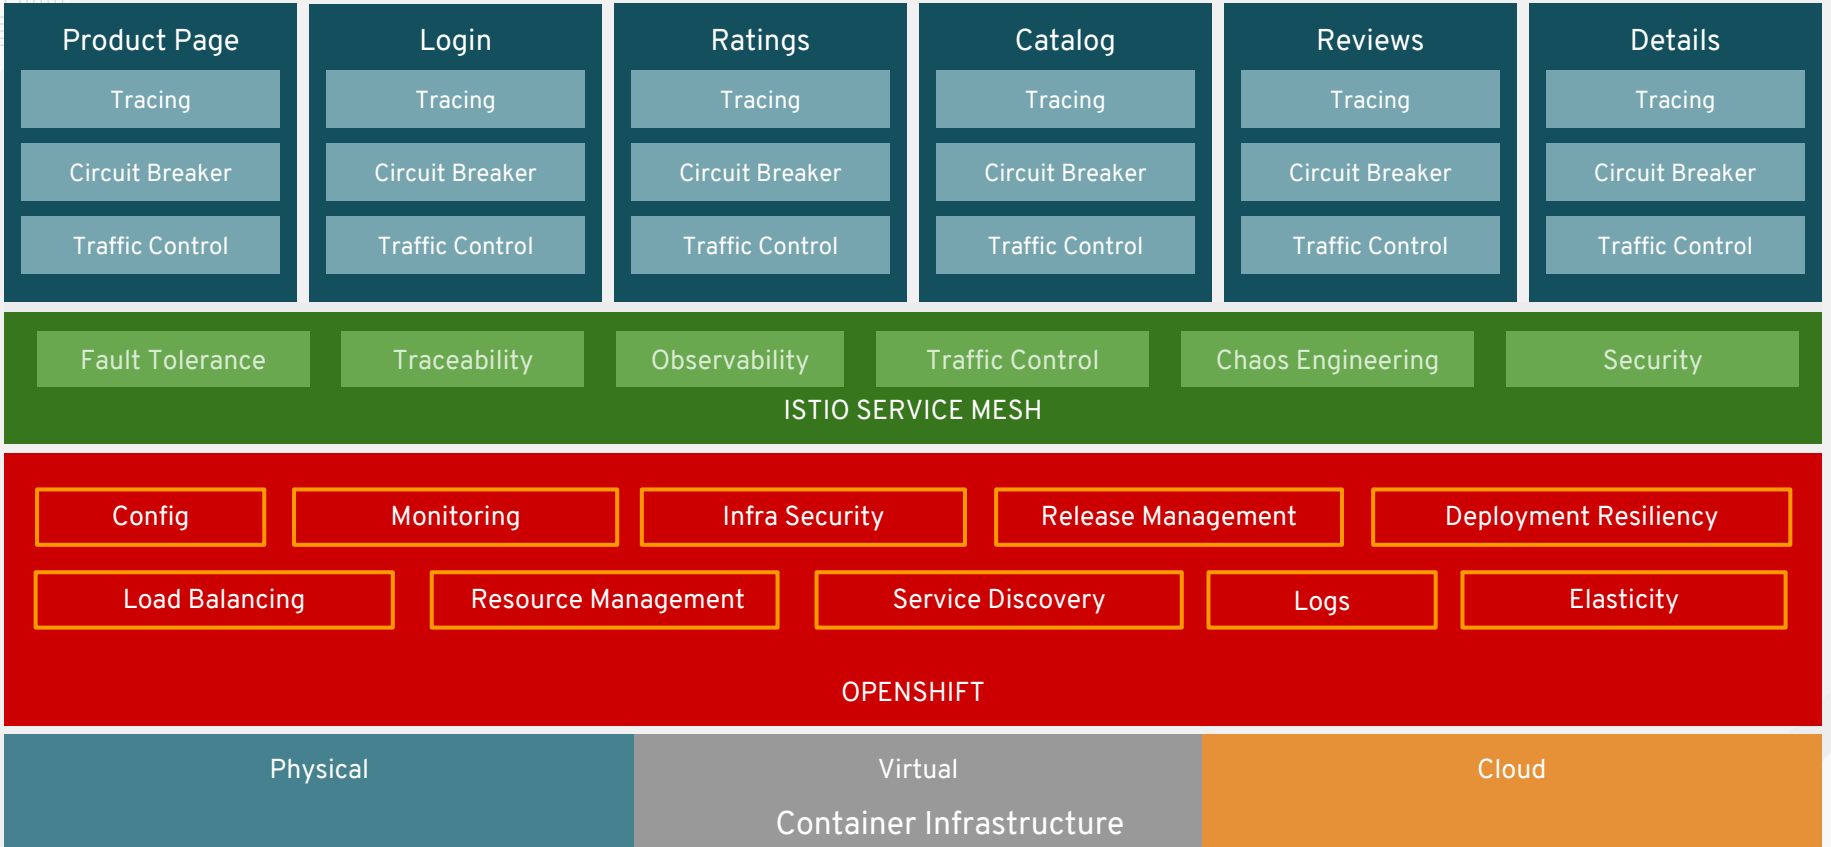 Product Page Login Ratings Catalog Reviews Details
Tracing Tracing Tracing Tracing Tracing Tracing
Circuit Breaker Circuit Breaker Circuit Breaker Circuit Breaker Circuit Breaker Circuit Breaker
Traffic Control Traffic Control Traffic Control Traffic Control Traffic Control Traffic Control
Fault Tolerance Traceability Observability Traffic Control Chaos Engineering Security
ISTIO SERVICE MESH
Config Monitoring Infra Security Release Management Deployment Resiliency
Load Balancing Resource Management Service Discovery Logs Elasticity
OPENSHIFT
Physical Virtual Cloud
Container Infrastructure